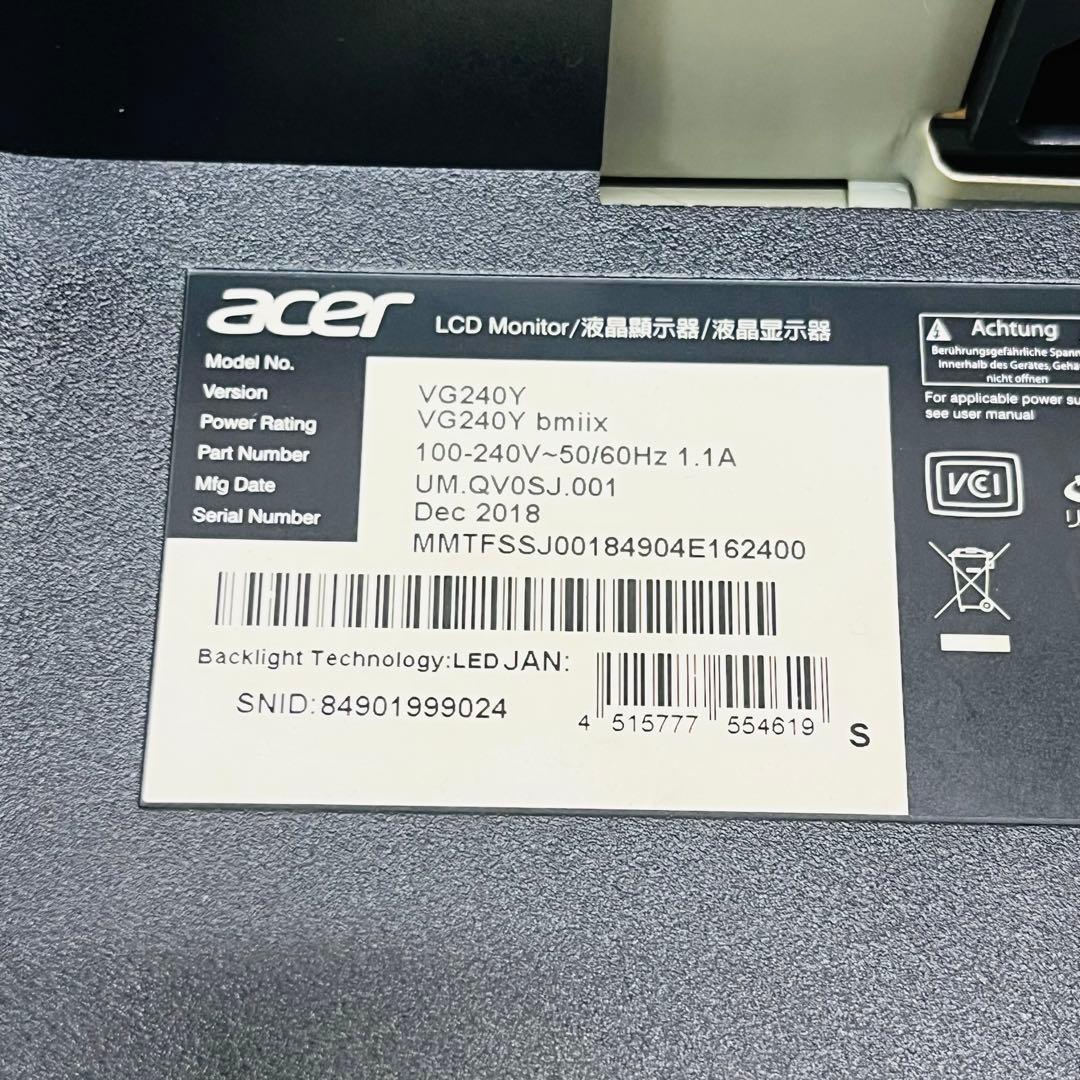 acer LCD Monitor/液晶顯示器/液晶显示器
Model No. VG240Y
Version VG240Y bmiix
Power Rating 100-240V~50/60Hz 1.1A
Part Number UM.QV0SJ.001
Mfg Date Dec 2018
Serial Number MMTFSSJ00184904E162400
Backlight Technology:LED JAN:
SNID:84901999024
4 515777 554619 S
Achtung
Berührungsgefährliche Spann
Innerhalb des Gerätes, Gehä
nicht öffnen
For applicable power su
see user manual
VCI